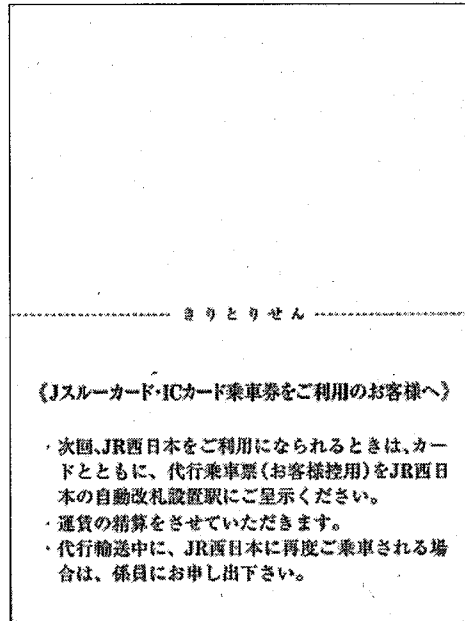 きりとりせん
《Jスルーカード・ICカード乗車券をご利用のお客様へ》
・次回、JR西日本をご利用になられるときは、カー
ドとともに、代行乗車票(お客様控用)をJR西日
本の自動改札設置駅にご呈示ください。
・運賃の精算をさせていただきます。
・代行輸送中に、JR西日本に再度ご乗車される場
合は、係員にお申し出下さい。